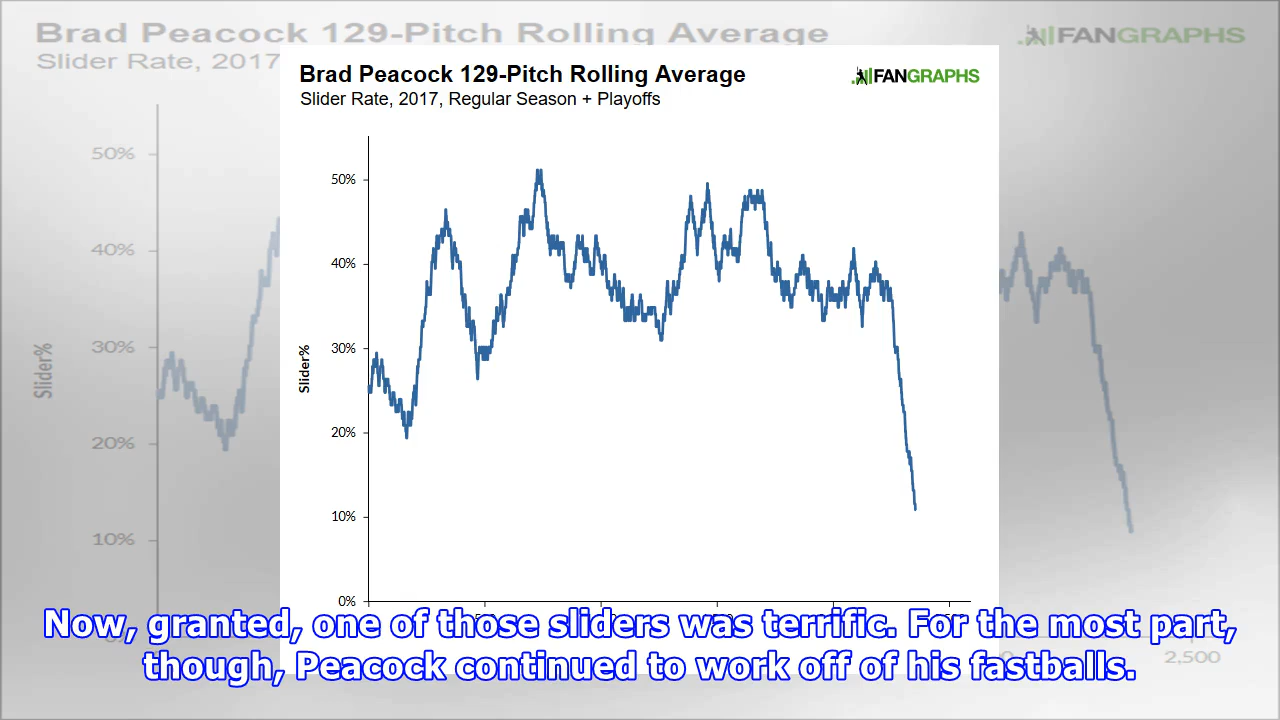 Brad Peacock 129-Pitch Rolling Average
FANGRAPHS
Slider Rate, 2017
Brad Peacock 129-Pitch Rolling Average
FANGRAPHS
Slider Rate, 2017, Regular Season + Playoffs
50%
50%
40%
40%
30%
30%
Slider%
Slider%
20%
20%
10%
10%
0%
Now, granted, one of those sliders was terrific. For the most part,
though, Peacock continued to work off of his fastballs.
2,500